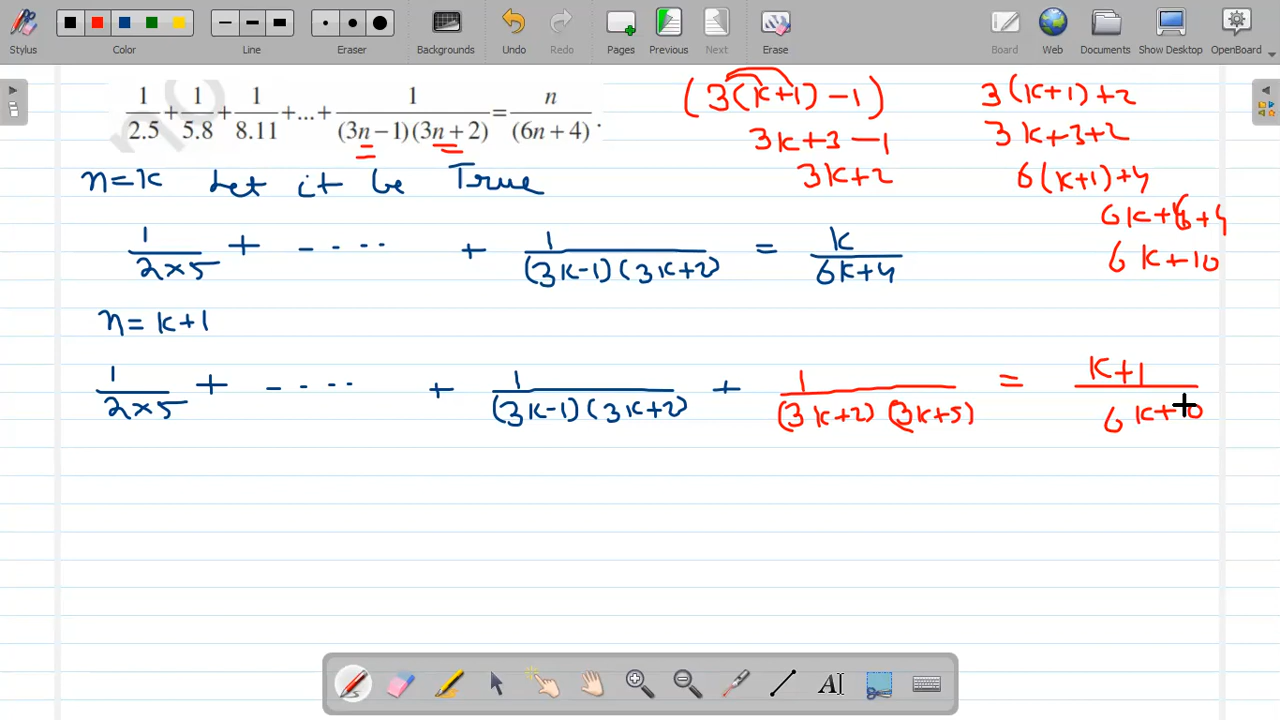 Stylus Color Line Eraser Backgrounds Undo Redo Pages Previous Next Erase Board Web Documents Show Desktop OpenBoard
1/2.5 + 1/5.8 + 1/8.11 + ... + 1/(3n−1)(3n+2) = n/(6n+4).
(3(k+1)−1)
3k+3−1
3k+2
3(k+1)+2
3k+3+2
6(k+1)+4
6k+6+4
6k+10
n=k Let it be True
1/2×5 + ---- + 1/(3k-1)(3k+2) = k/6k+4
n=k+1
1/2×5 + ---- + 1/(3k-1)(3k+2) + 1/(3k+2)(3k+5) = k+1/6k+10
AI